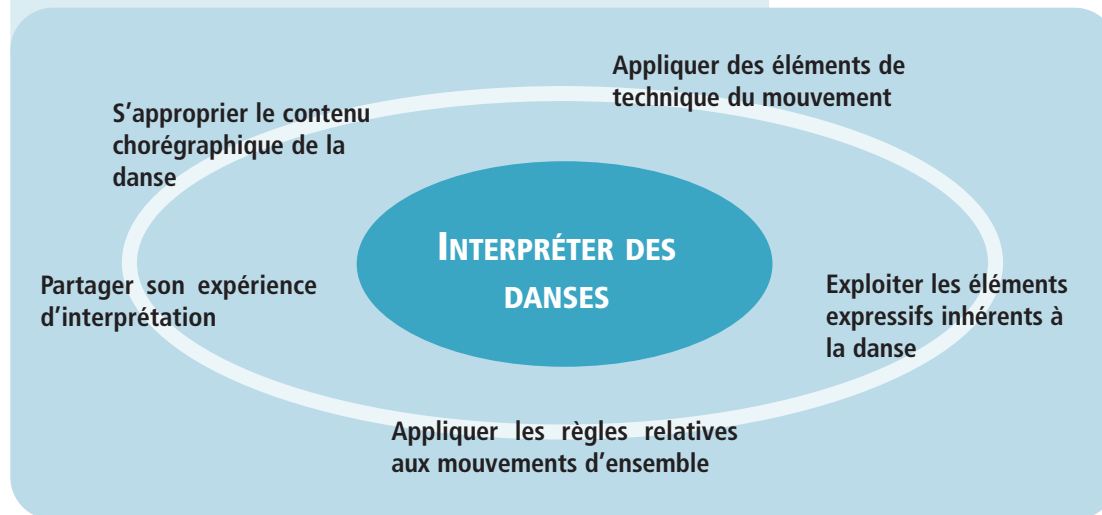 Appliquer des éléments de
technique du mouvement
S’approprier le contenu
chorégraphique de la
danse
INTERPRÉTER DES
DANSES
Partager son expérience
d’interprétation
Exploiter les éléments
expressifs inhérents à
la danse
Appliquer les règles relatives
aux mouvements d’ensemble